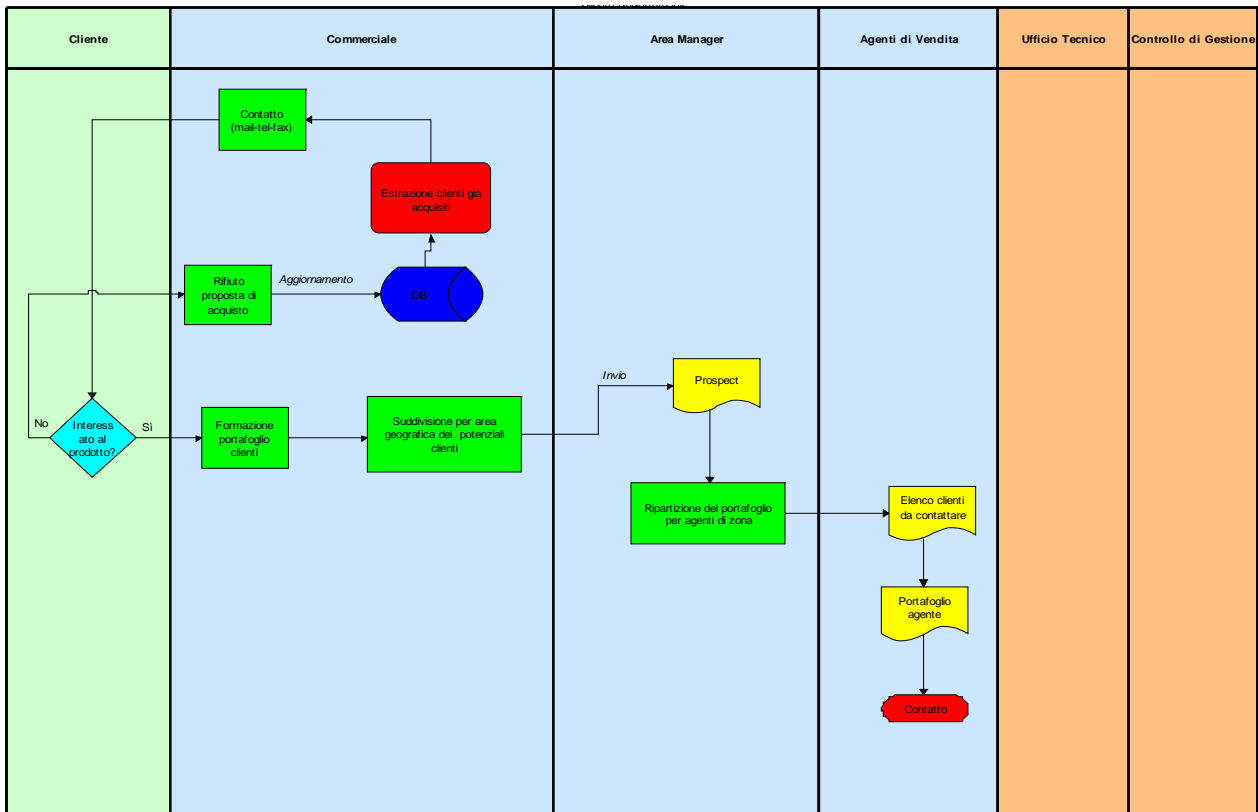 Cliente
Commerciale
Area Manager
Agenti di Vendita
Ufficio Tecnico
Controllo di Gestione
Contatto
(mail-tel-fax)
Estrazione clienti già
acquisiti
Rifiuto
proposta di
acquisto
Aggiornamento
DB
Invio
Prospect
No
Interess
ato al
prodotto?
Sì
Formazione
portafoglio
clienti
Suddivisione per area
geografica dei potenziali
clienti
Ripartizione del portafoglio
per agenti di zona
Elenco clienti
da contattare
Portafoglio
agente
Contatto